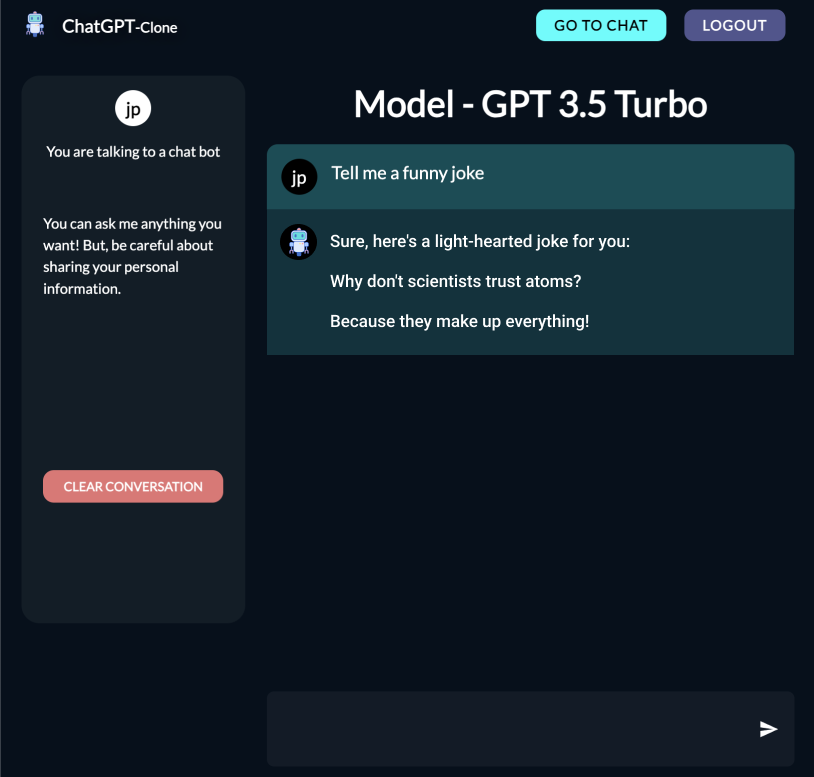 ChatGPT-Clone
GO TO CHAT
LOGOUT
jp
You are talking to a chat bot
You can ask me anything you
want! But, be careful about
sharing your personal
information.
CLEAR CONVERSATION
Model - GPT 3.5 Turbo
jp
Tell me a funny joke
Sure, here's a light-hearted joke for you:
Why don't scientists trust atoms?
Because they make up everything!